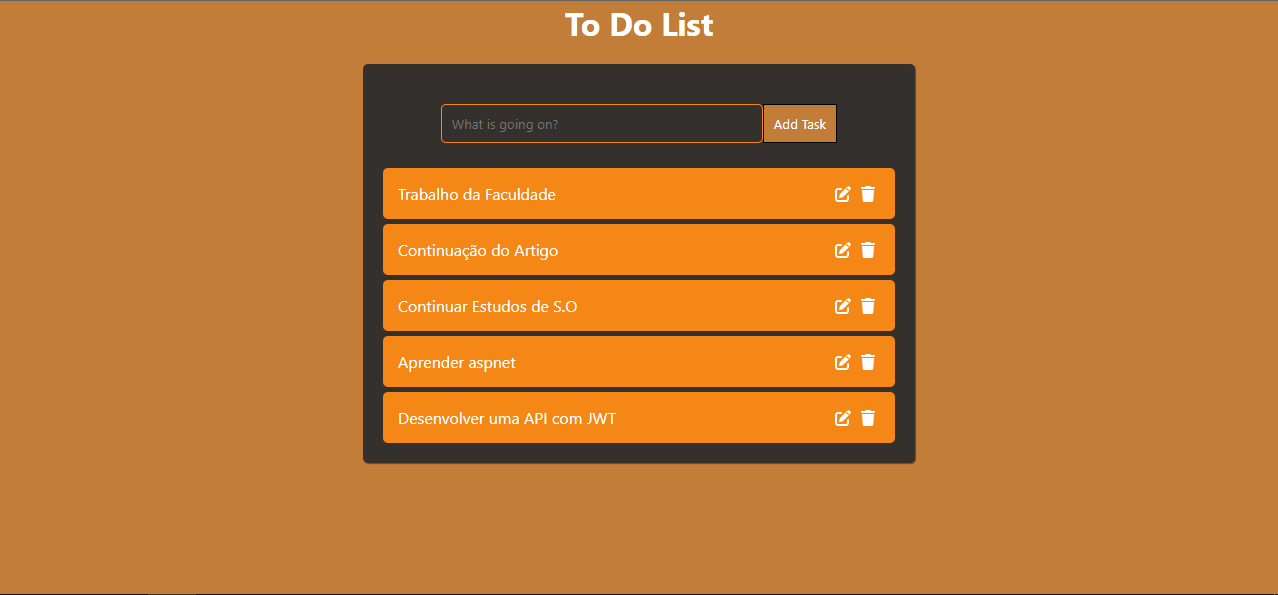 To Do List
What is going on?
Add Task
Trabalho da Faculdade
Continuação do Artigo
Continuar Estudos de S.O
Aprender aspnet
Desenvolver uma API com JWT